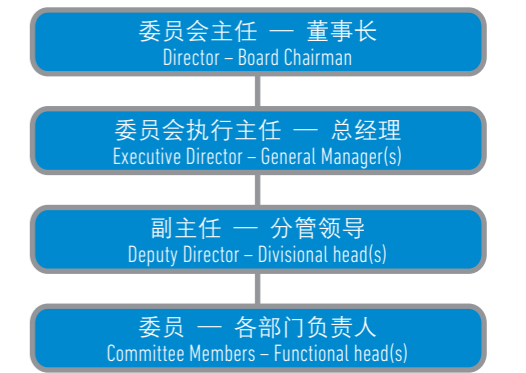 委员会主任 — 董事长
Director – Board Chairman
委员会执行主任 — 总经理
Executive Director – General Manager(s)
副主任 — 分管领导
Deputy Director – Divisional head(s)
委员 — 各部门负责人
Committee Members – Functional head(s)